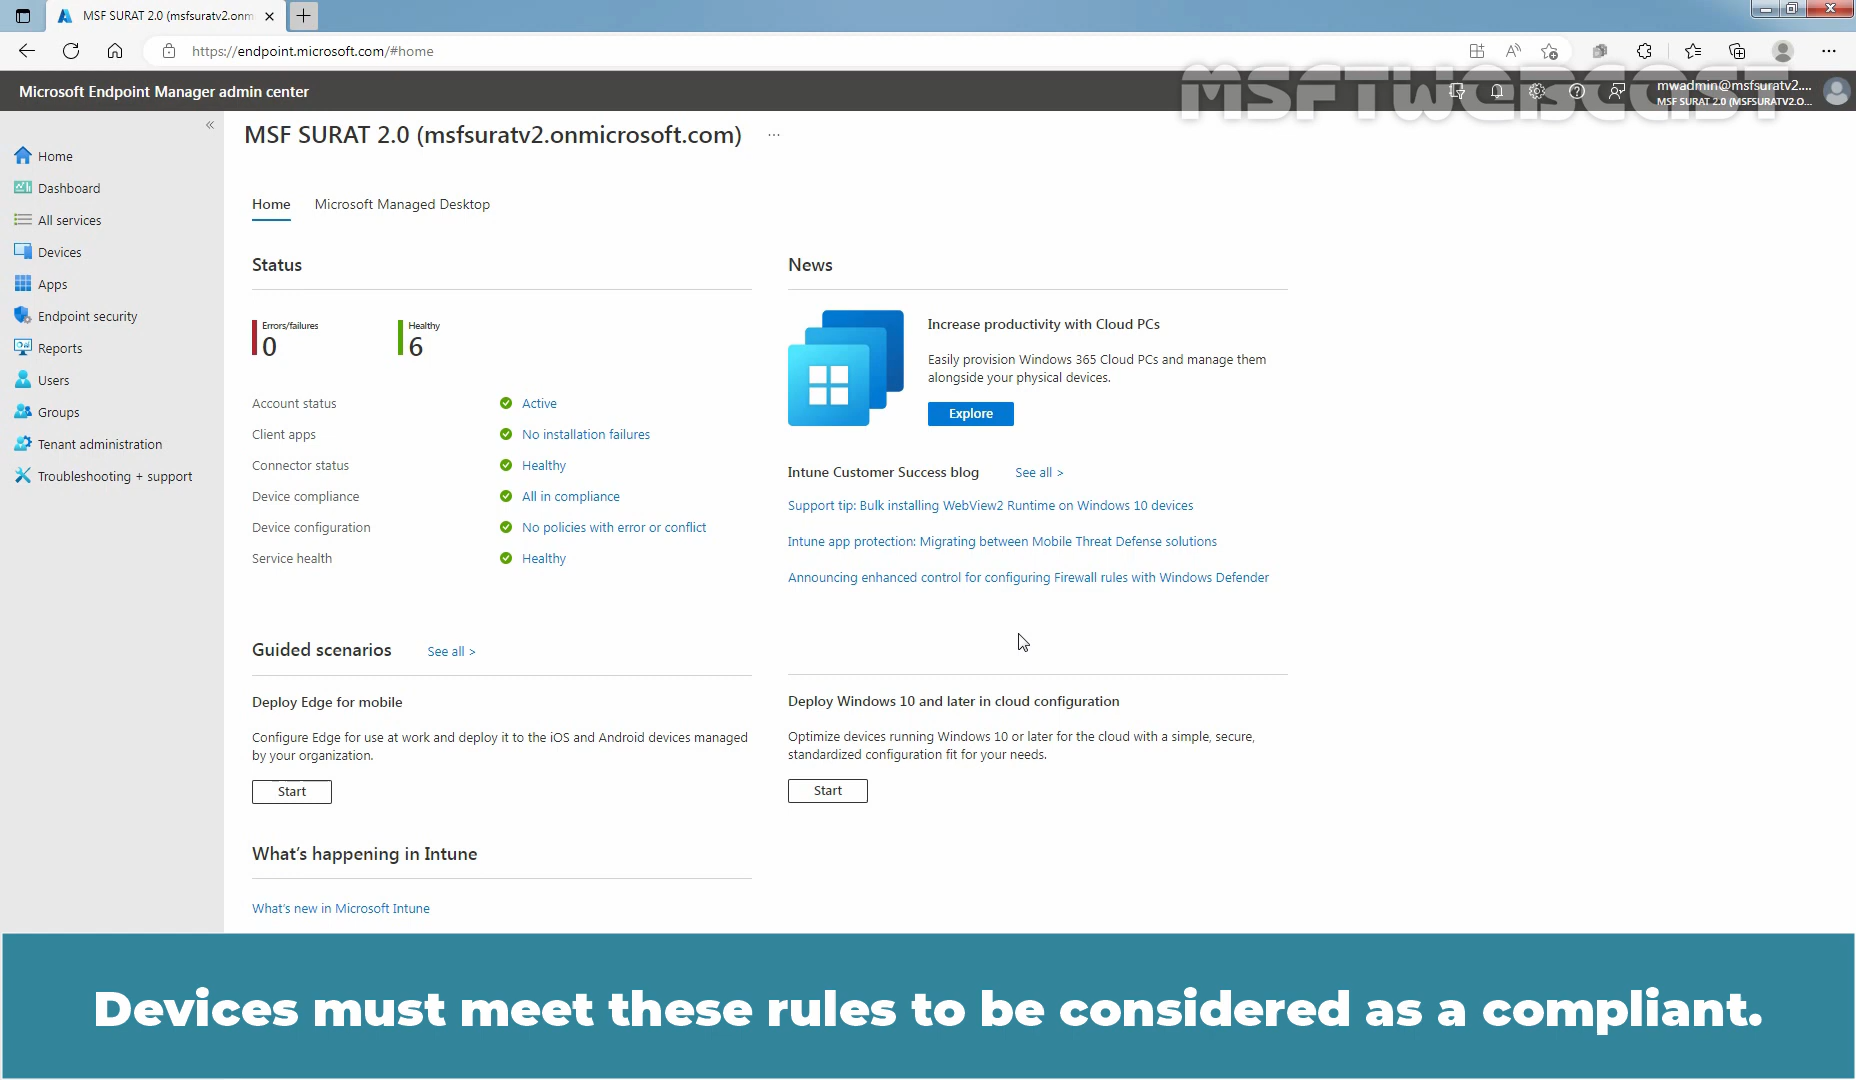 MSF SURAT 2.0 (msfsuratv2.onm
https://endpoint.microsoft.com/#home
MSFTWEBCAST
Microsoft Endpoint Manager admin center
mwadmin@msfsuratv2....
MSF SURAT 2.0 (MSFSURATV2.O...
«
MSF SURAT 2.0 (msfsuratv2.onmicrosoft.com)
...
Home
Dashboard
All services
Devices
Apps
Endpoint security
Reports
Users
Groups
Tenant administration
Troubleshooting + support
Home
Microsoft Managed Desktop
Status
Errors/failures
0
Healthy
6
Account status
Active
Client apps
No installation failures
Connector status
Healthy
Device compliance
All in compliance
Device configuration
No policies with error or conflict
Service health
Healthy
News
Increase productivity with Cloud PCs
Easily provision Windows 365 Cloud PCs and manage them
alongside your physical devices.
Explore
Intune Customer Success blog
See all >
Support tip: Bulk installing WebView2 Runtime on Windows 10 devices
Intune app protection: Migrating between Mobile Threat Defense solutions
Announcing enhanced control for configuring Firewall rules with Windows Defender
Guided scenarios
See all >
Deploy Edge for mobile
Configure Edge for use at work and deploy it to the iOS and Android devices managed
by your organization.
Start
Deploy Windows 10 and later in cloud configuration
Optimize devices running Windows 10 or later for the cloud with a simple, secure,
standardized configuration fit for your needs.
Start
What's happening in Intune
What's new in Microsoft Intune
Devices must meet these rules to be considered as a compliant.